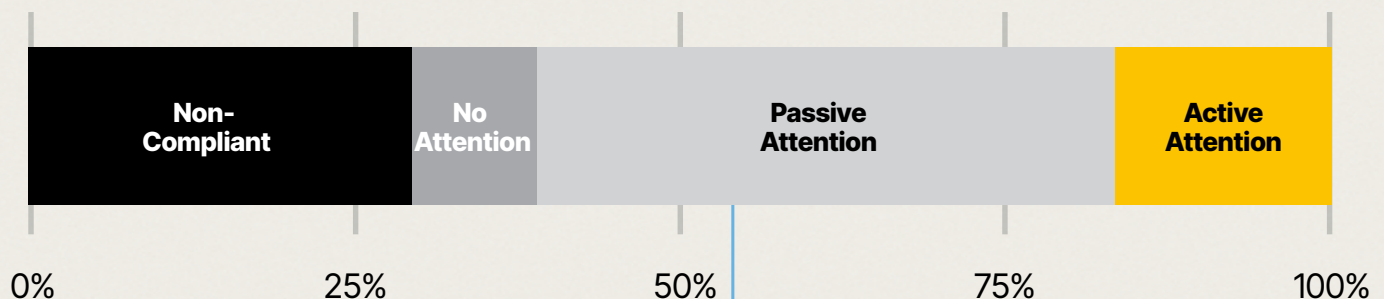 Non-
Compliant
No
Attention
Passive
Attention
Active
Attention
0%
25%
50%
75%
100%